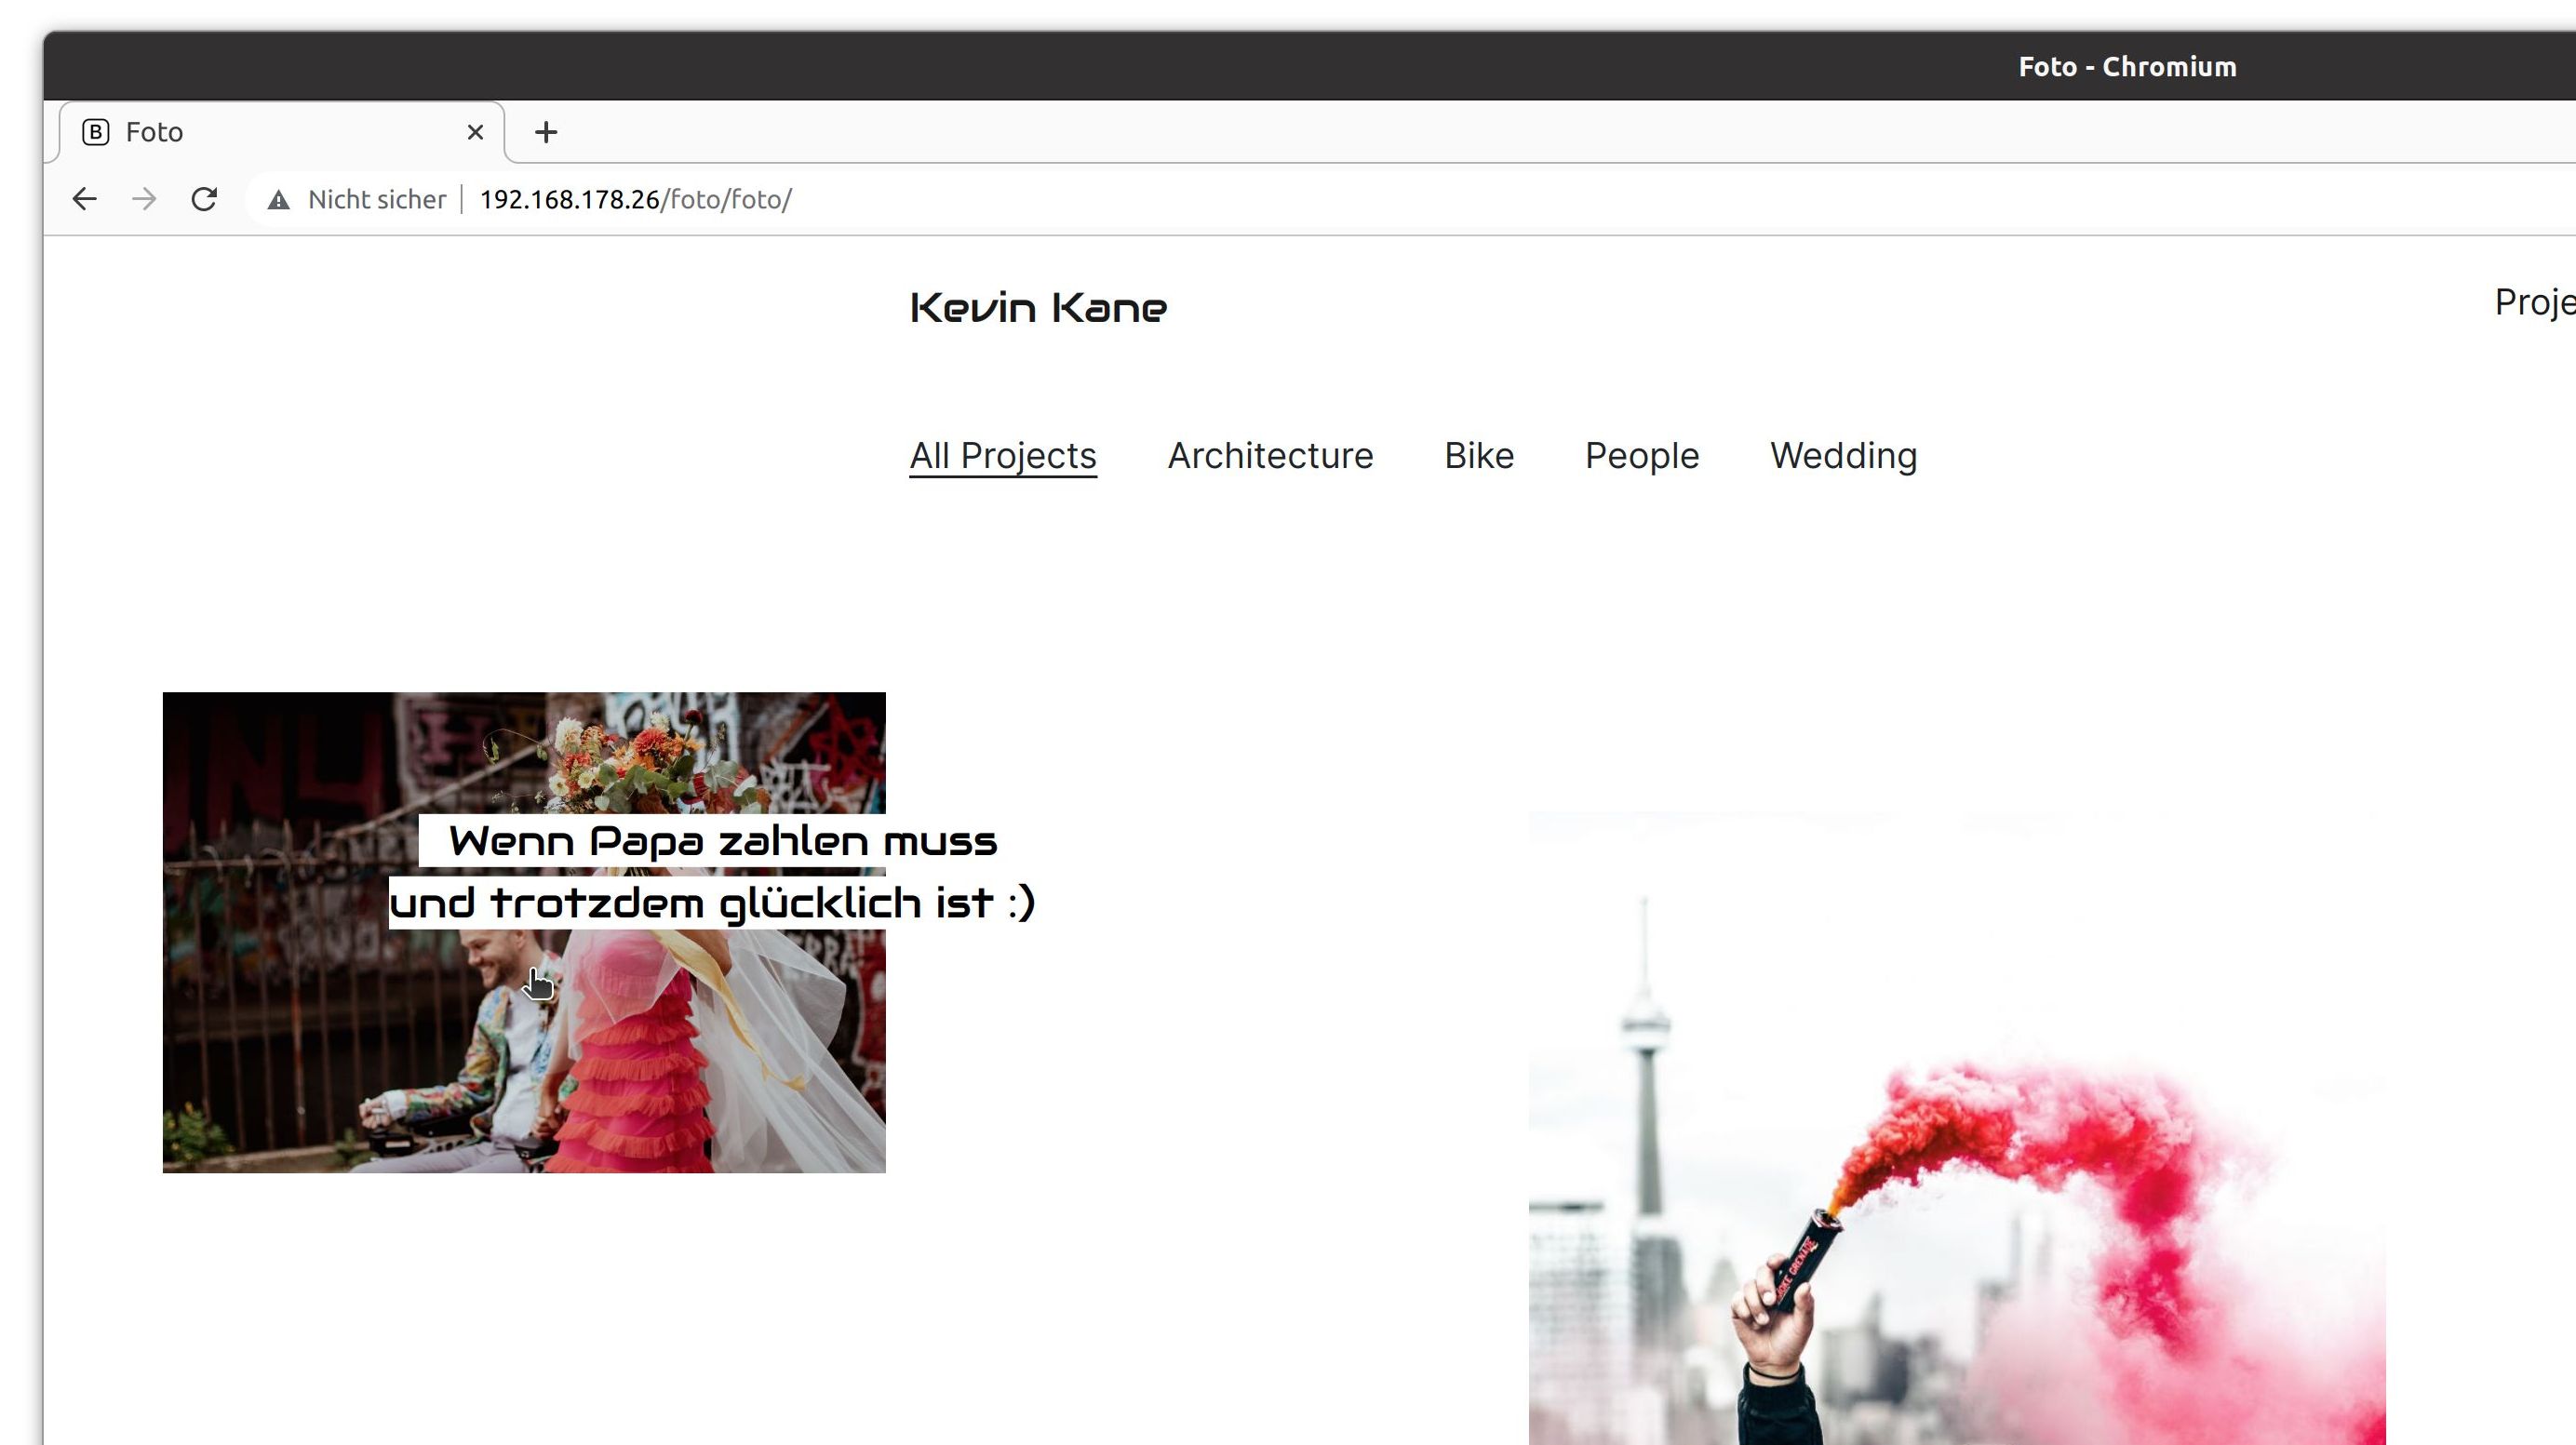 Foto - Chromium
B Foto
Nicht sicher 192.168.178.26/foto/foto/
Kevin Kane
All Projects Architecture Bike People Wedding
Wenn Papa zahlen muss
und trotzdem glücklich ist :)